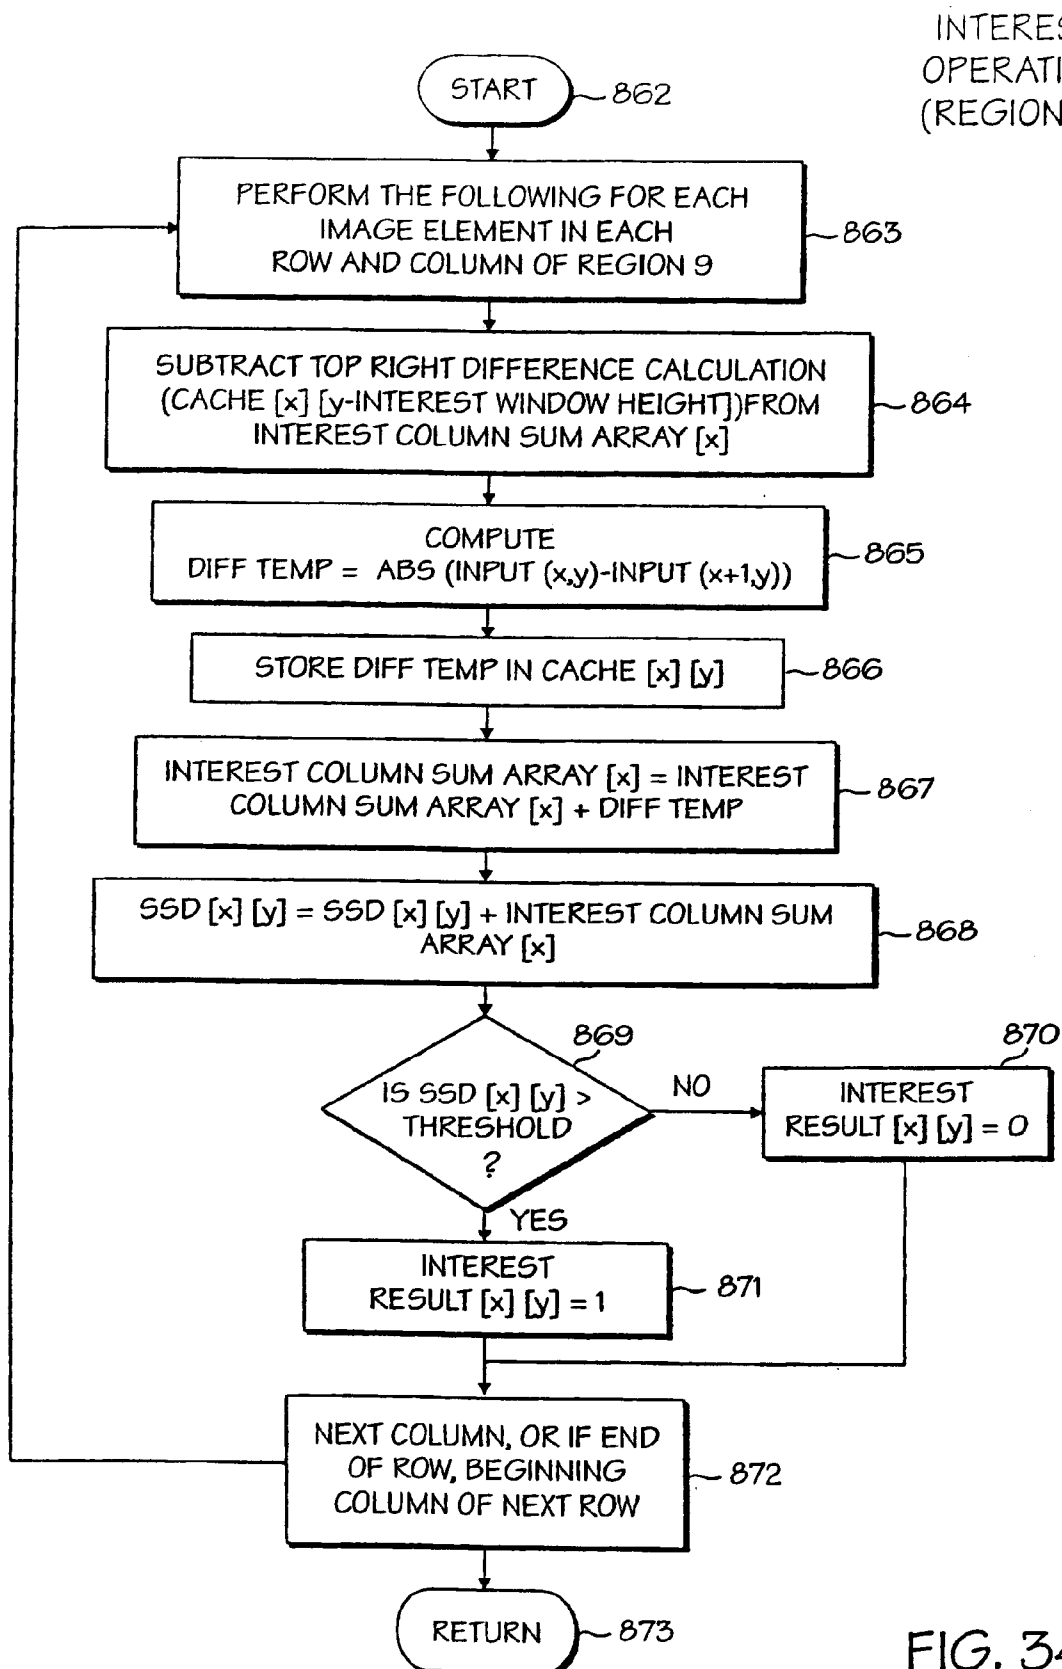 INTERES
OPERATI
(REGION
START
862
PERFORM THE FOLLOWING FOR EACH
IMAGE ELEMENT IN EACH
ROW AND COLUMN OF REGION 9
863
SUBTRACT TOP RIGHT DIFFERENCE CALCULATION
(CACHE [x] [y-INTEREST WINDOW HEIGHT])FROM
INTEREST COLUMN SUM ARRAY [x]
864
COMPUTE
DIFF TEMP = ABS (INPUT (x,y)-INPUT (x+1,y))
865
STORE DIFF TEMP IN CACHE [x] [y]
866
INTEREST COLUMN SUM ARRAY [x] = INTEREST
COLUMN SUM ARRAY [x] + DIFF TEMP
867
SSD [x] [y] = SSD [x] [y] + INTEREST COLUMN SUM
ARRAY [x]
868
869
IS SSD [x] [y] >
THRESHOLD
?
NO
870
INTEREST
RESULT [x] [y] = 0
YES
INTEREST
RESULT [x] [y] = 1
871
NEXT COLUMN, OR IF END
OF ROW, BEGINNING
COLUMN OF NEXT ROW
872
RETURN
873
FIG. 3